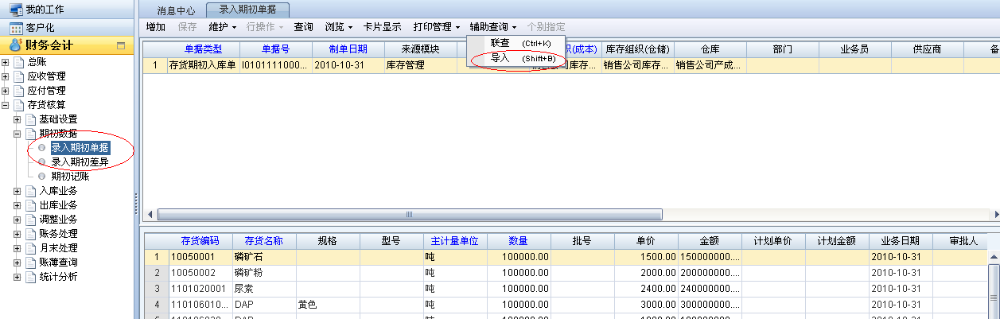 我的工作
客户化
财务会计
总账
应收管理
应付管理
存货核算
基础设置
期初数据
录入期初单据
录入期初差异
期初记账
入库业务
出库业务
调整业务
账务处理
月末处理
账薄查询
统计分析
消息中心 录入期初单据
增加 保存 维护 行操作 查询 浏览 卡片显示 打印管理 辅助查询 个别指定
联查 (Ctrl+K)
导入 (Shift+B)
单据类型 单据号 制单日期 来源模块 织(成本) 库存组织(仓储) 仓库 部门 业务员 供应商 备
1 存货期初入库单 I0101111000... 2010-10-31 库存管理 司库存... 销售公司库存... 销售公司产成...
存货编码 存货名称 规格 型号 主计量单位 数量 批号 单价 金额 计划单价 计划金额 业务日期 审批人
1 10050001 磷矿石 吨 100000.00 1500.00 150000000.... 2010-10-31
2 10050002 磷矿粉 吨 100000.00 2000.00 200000000.... 2010-10-31
3 1101020001 尿素 吨 100000.00 2400.00 240000000.... 2010-10-31
4 110106010... DAP 黄色 吨 100000.00 3000.00 300000000.... 2010-10-31